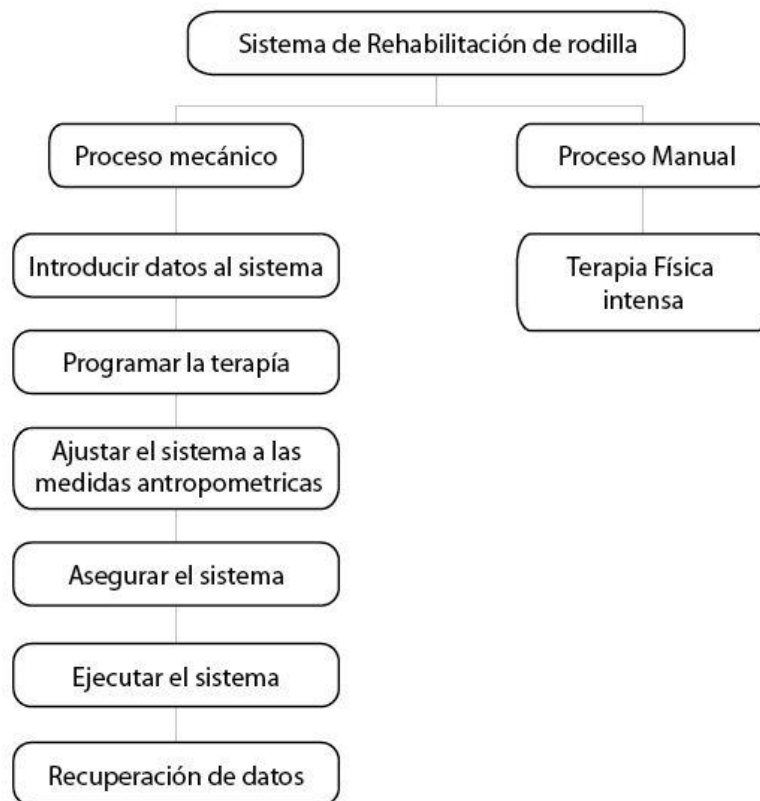 Sistema de Rehabilitación de rodilla
Proceso mecánico
Proceso Manual
Introducir datos al sistema
Terapia Física
intensa
Programar la terapía
Ajustar el sistema a las
medidas antropometricas
Asegurar el sistema
Ejecutar el sistema
Recuperación de datos